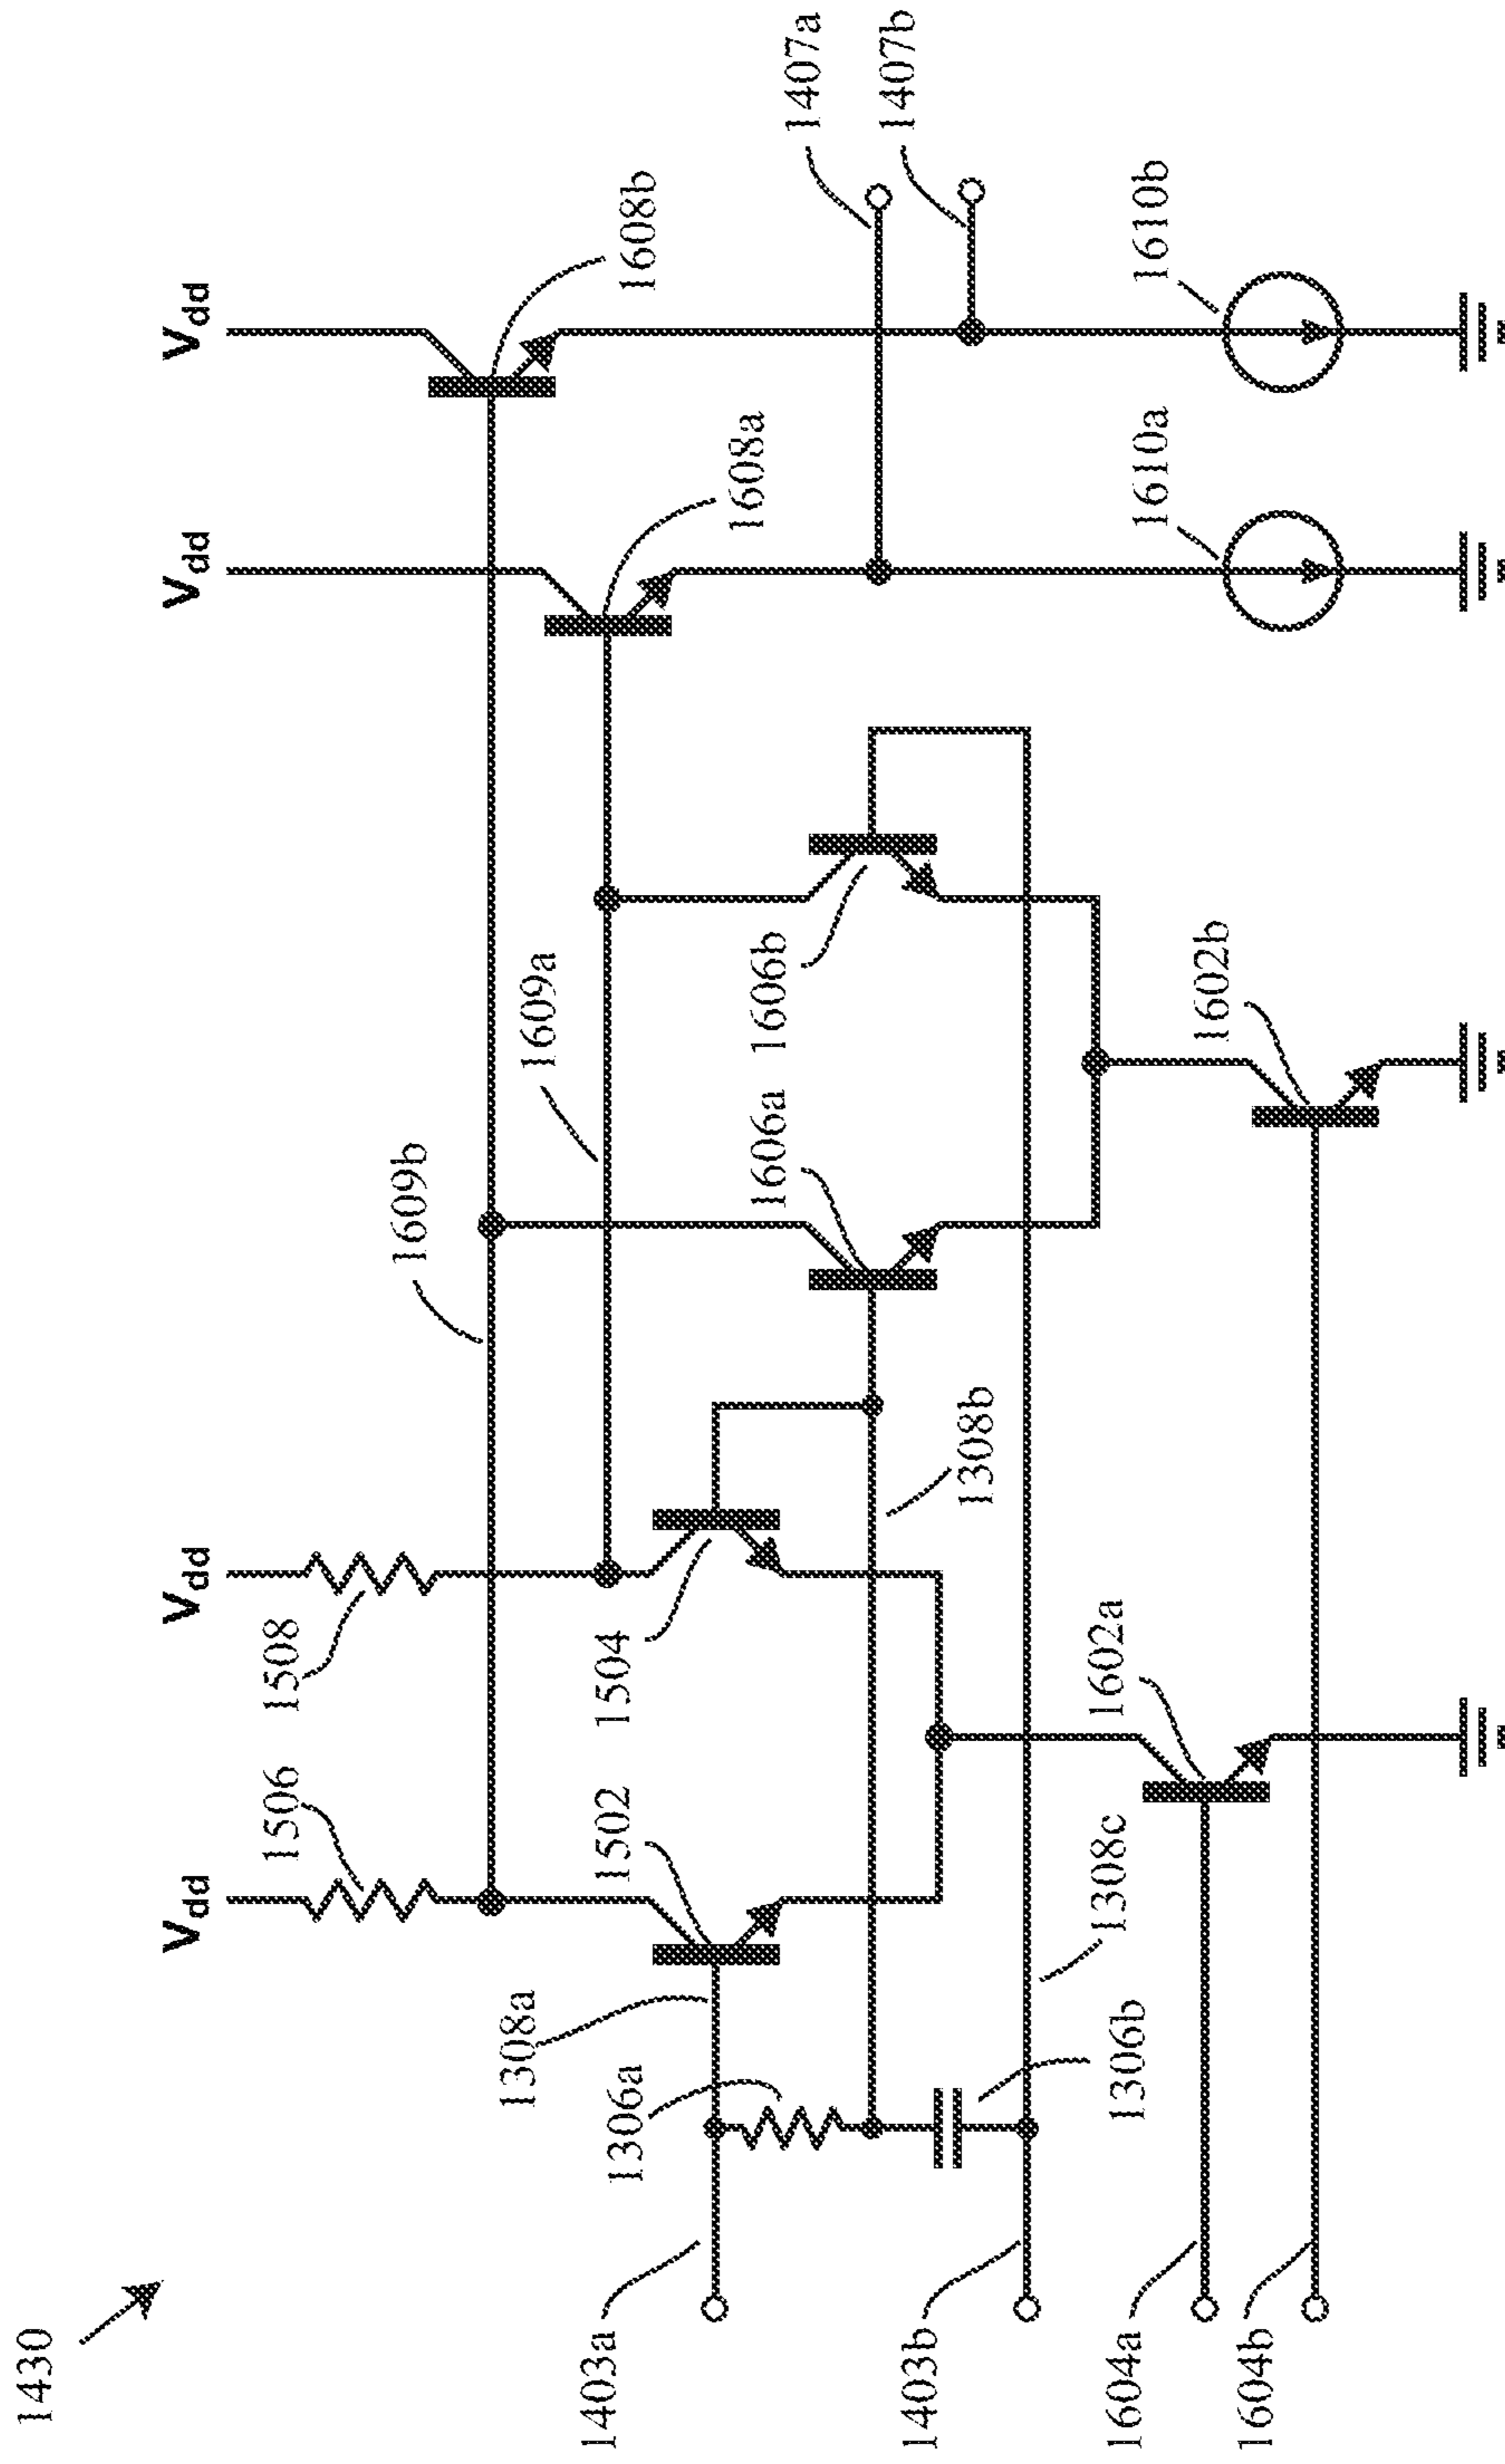 1430
Vdd
Vdd
Vdd
Vdd
1506
1508
1609b
1609a
1608a
1608b
1308a
1502
1504
1403a
1306a
1606a
1606b
1407a
1407b
1308b
1403b
1306b
1308c
1602a
1602b
1610a
1610b
1604a
1604b